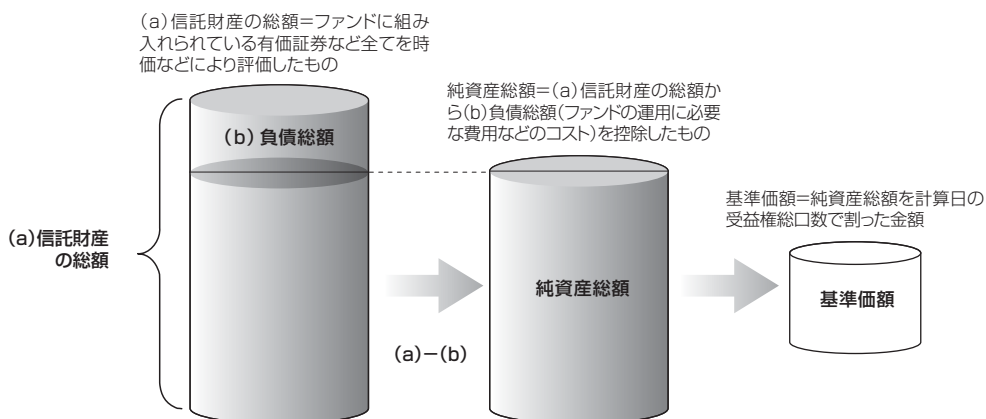 (a)信託財産の総額=ファンドに組み
入れられている有価証券など全てを時
価などにより評価したもの
純資産総額=(a)信託財産の総額か
ら(b)負債総額(ファンドの運用に必要
な費用などのコスト)を控除したもの
(b)負債総額
基準価額=純資産総額を計算日の
受益権総口数で割った金額
(a)信託財産
の総額
純資産総額
基準価額
(a)−(b)